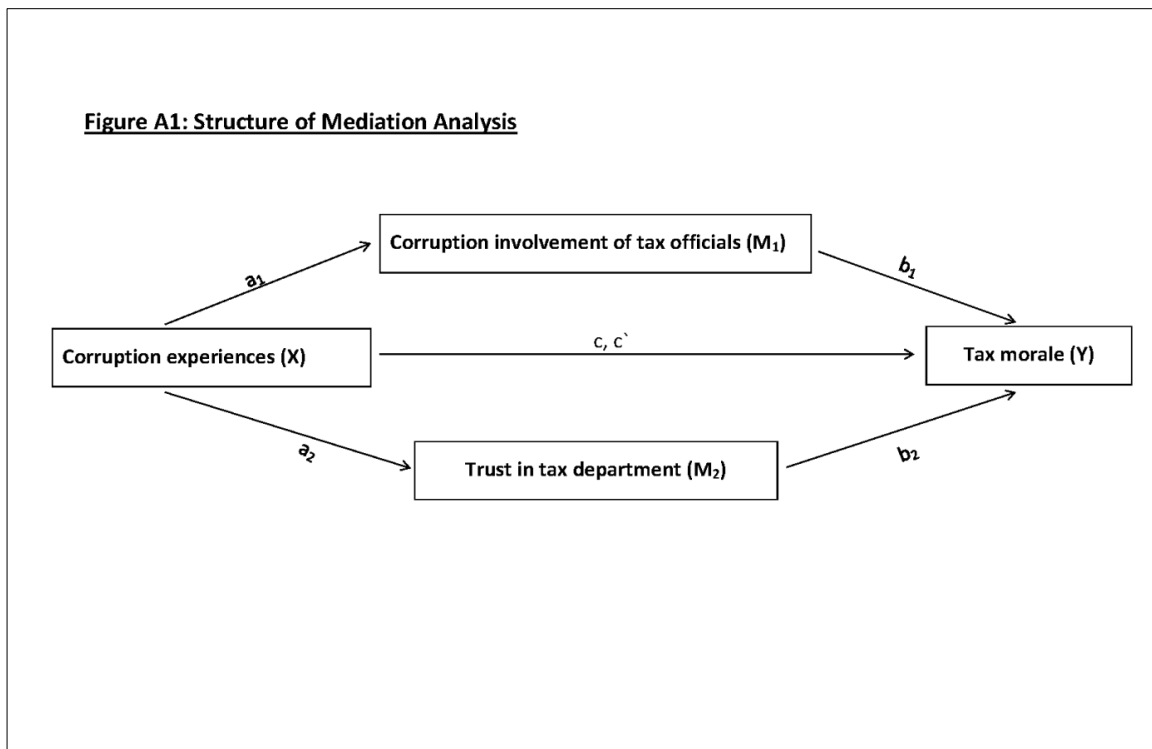 Figure A1: Structure of Mediation Analysis
Corruption involvement of tax officials (M₁)
a₁
b₁
Corruption experiences (X)
c, c`
Tax morale (Y)
a₂
b₂
Trust in tax department (M₂)